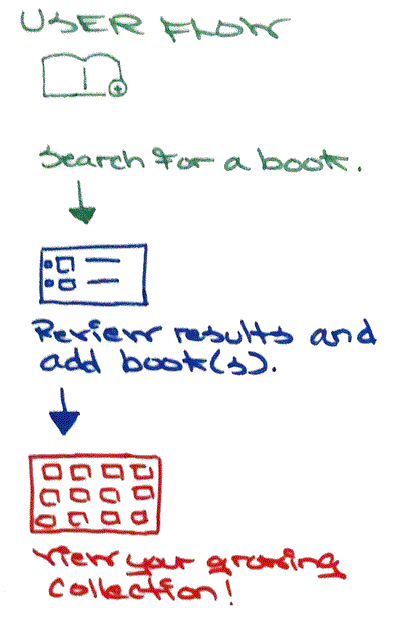 USER FLOW
Search for a book.
Review results and
add book(s).
View your growing
collection!